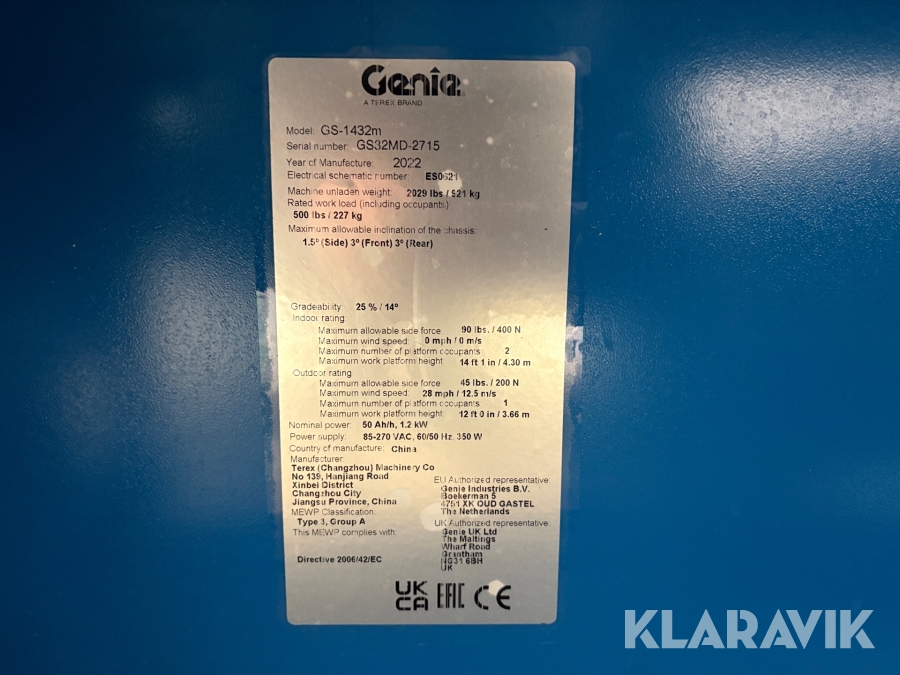 Genie
A TEREX BRAND
Model: GS-1432m
Serial number: GS32MD-2715
Year of Manufacture: 2022
Electrical schematic number:
Machine unladen weight: 2029 lbs / 921 kg
Rated work load (including occupants)
500 lbs / 227 kg
Maximum allowable inclination of the chassis:
1.5º (Side) 3º (Front) 3º (Rear)
Gradeability: 25 % / 14º
Indoor rating:
Maximum allowable side force 90 lbs. / 400 N
Maximum wind speed: 0 mph / 0 m/s
Maximum number of platform occupants 2
Maximum work platform height: 14 ft 1 in / 4.30 m
Outdoor rating:
Maximum allowable side force 45 lbs. / 200 N
Maximum wind speed: 28 mph / 12.5 m/s
Maximum number of platform occupants: 1
Maximum work platform height 12 ft 0 in / 3.66 m
Nominal power: 50 Ah/h, 1.2 kW
Power supply: 85-270 VAC, 60/50 Hz, 350 W
Country of manufacture: China
Manufacturer:
Terex (Changzhou) Machinery Co
No 139, Hanjiang Road
Xinbei District
Changzhou City
Jiangsu Province, China
MEWP Classification:
Type 3, Group A
This MEWP complies with:
Directive 2006/42/EC
EU Authorized representative:
Genie Industries B.V.
Boekerman 5
4751 XK OUD GASTEL
The Netherlands
UK Authorized representative:
Genie UK Ltd
The Maltings
Wharf Road
Grantham
NG31 6BH
UK
UK
CA EAC CE
KLARAVIK